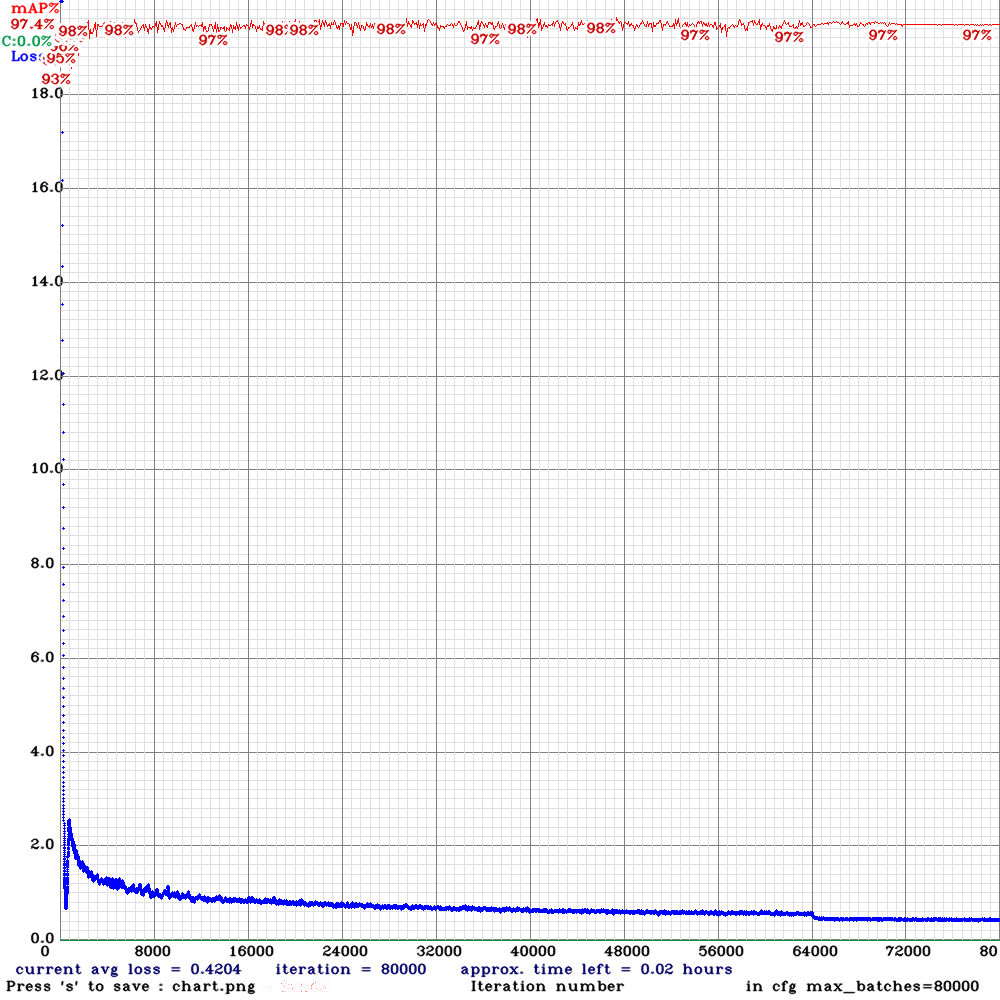 mAP%
97.4%
C:0.0%
Loss
98% 98% 97% 98% 98% 98% 97% 98% 98% 97% 97% 97% 97%
96%
95%
93%
18.0
16.0
14.0
12.0
10.0
8.0
6.0
4.0
2.0
0.0
0 8000 16000 24000 32000 40000 48000 56000 64000 72000 80
current avg loss = 0.4204 iteration = 80000 approx. time left = 0.02 hours
Press 's' to save : chart.png Iteration number in cfg max_batches=80000